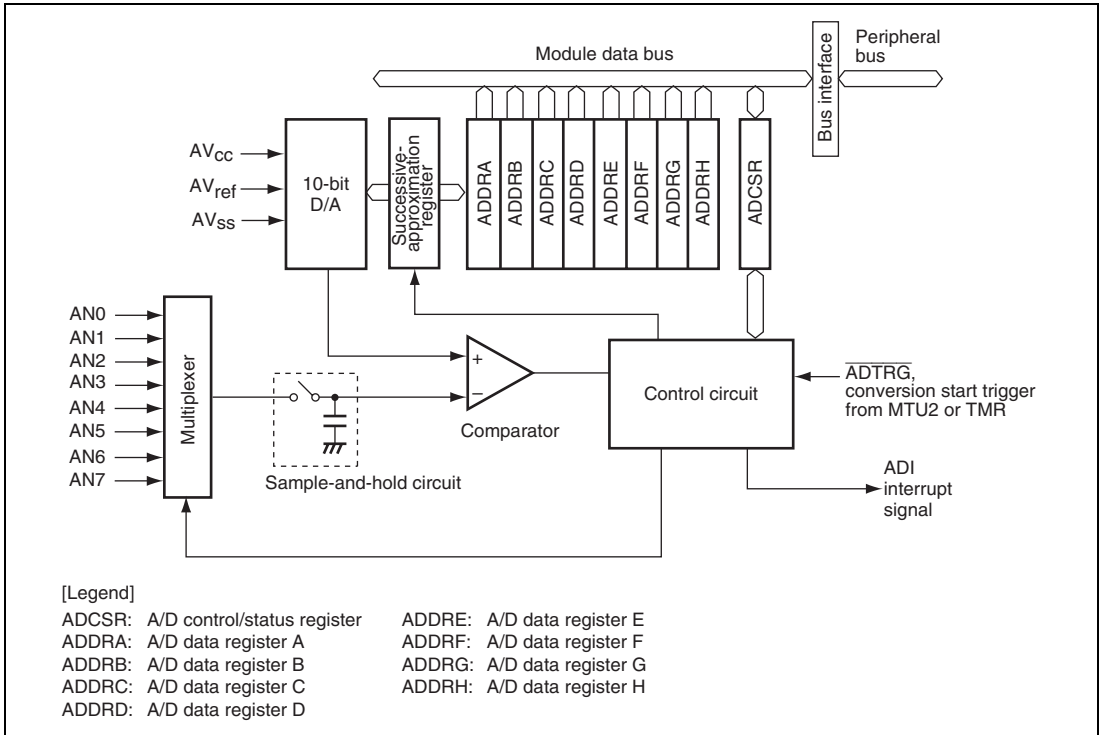 Module data bus
Bus interface
Peripheral
bus
AVCC
AVref
AVSS
10-bit
D/A
Successive-
approximation
register
ADDRA
ADDRB
ADDRC
ADDRD
ADDRE
ADDRF
ADDRG
ADDRH
ADCSR
AN0
AN1
AN2
AN3
AN4
AN5
AN6
AN7
Multiplexer
Sample-and-hold circuit
+
−
Comparator
Control circuit
ADTRG,
conversion start trigger
from MTU2 or TMR
ADI
interrupt
signal
[Legend]
ADCSR: A/D control/status register
ADDRA: A/D data register A
ADDRB: A/D data register B
ADDRC: A/D data register C
ADDRD: A/D data register D
ADDRE: A/D data register E
ADDRF: A/D data register F
ADDRG: A/D data register G
ADDRH: A/D data register H